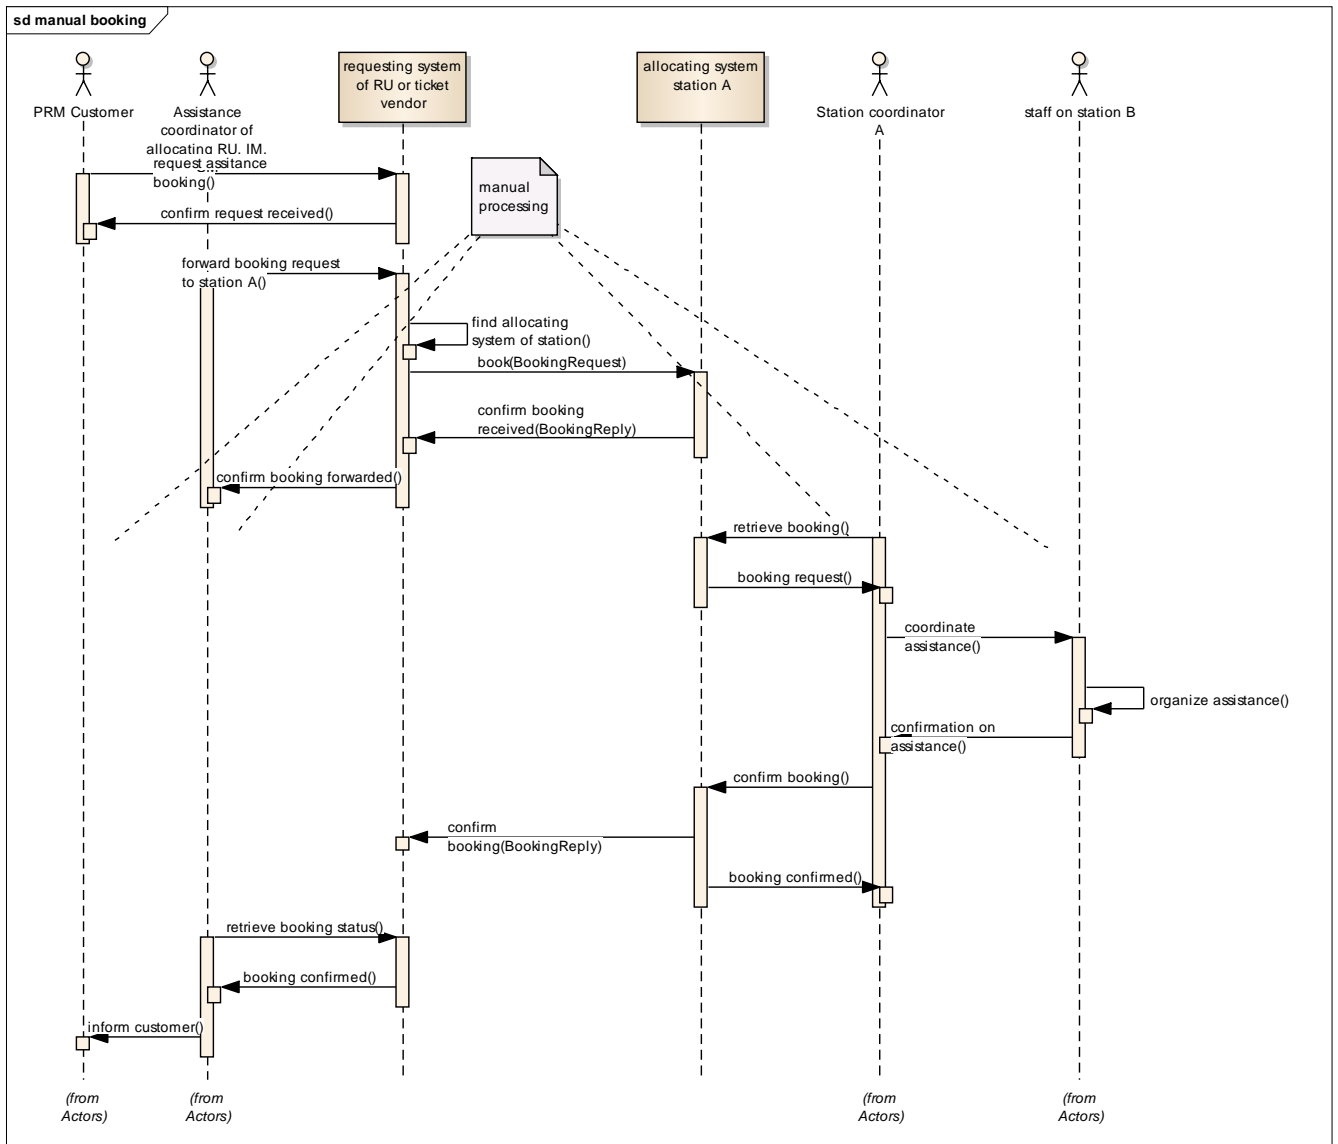 sd manual booking
PRM Customer
Assistance
coordinator of
allocating RU, IM,
requesting system
of RU or ticket
vendor
allocating system
station A
Station coordinator
A
staff on station B
request assitance
booking()
manual
processing
confirm request received()
forward booking request
to station A()
find allocating
system of station()
book(BookingRequest)
confirm booking
received(BookingReply)
confirm booking forwarded()
retrieve booking()
booking request()
coordinate
assistance()
organize assistance()
confirmation on
assistance()
confirm booking()
confirm
booking(BookingReply)
booking confirmed()
retrieve booking status()
booking confirmed()
inform customer()
(from
Actors)
(from
Actors)
(from
Actors)
(from
Actors)